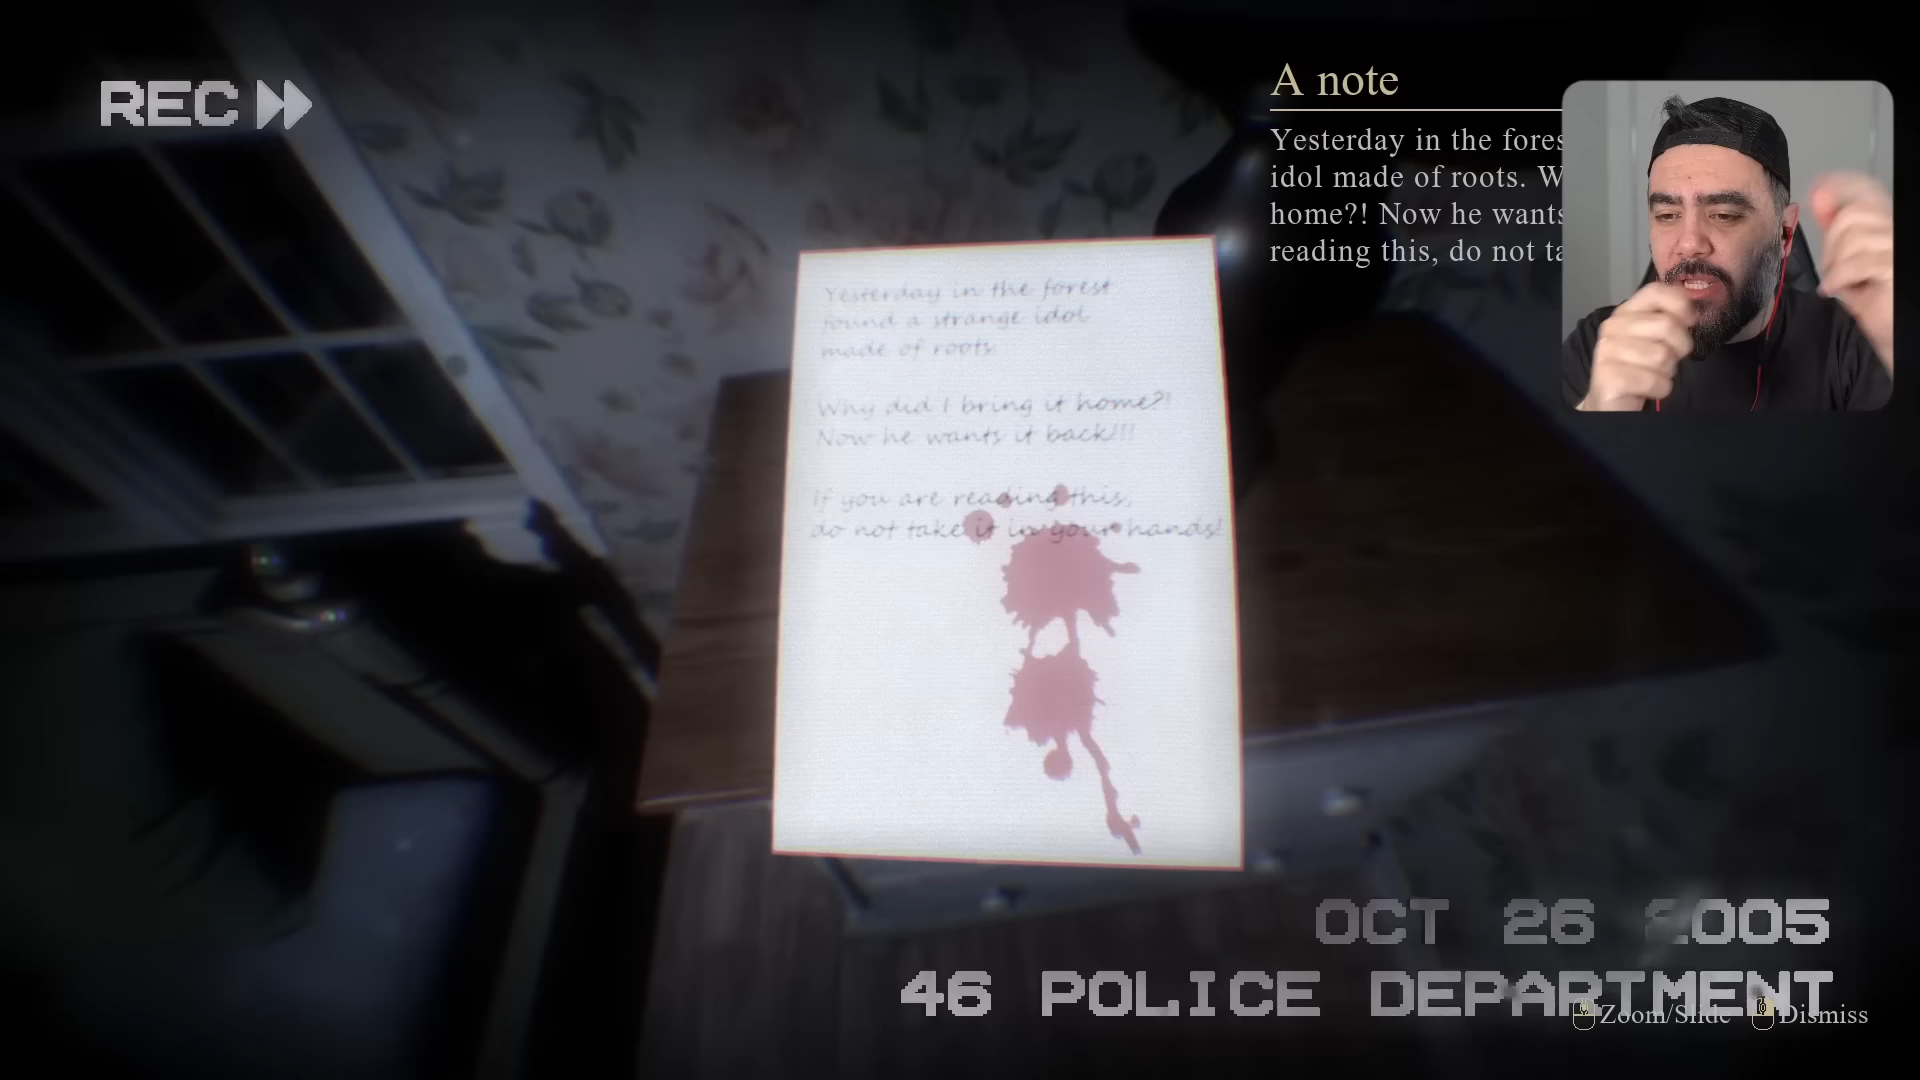 REC
A note
Yesterday in the fores
idol made of roots. W
home?! Now he wants
reading this, do not ta
Yesterday in the forest
found a strange idol
made of roots.
Why did I bring it home?!
Now he wants it back!!!
If you are reading this,
do not take it in your hands!
OCT 26 2005
46 POLICE DEPARTMENT
Zoom/Slide Dismiss